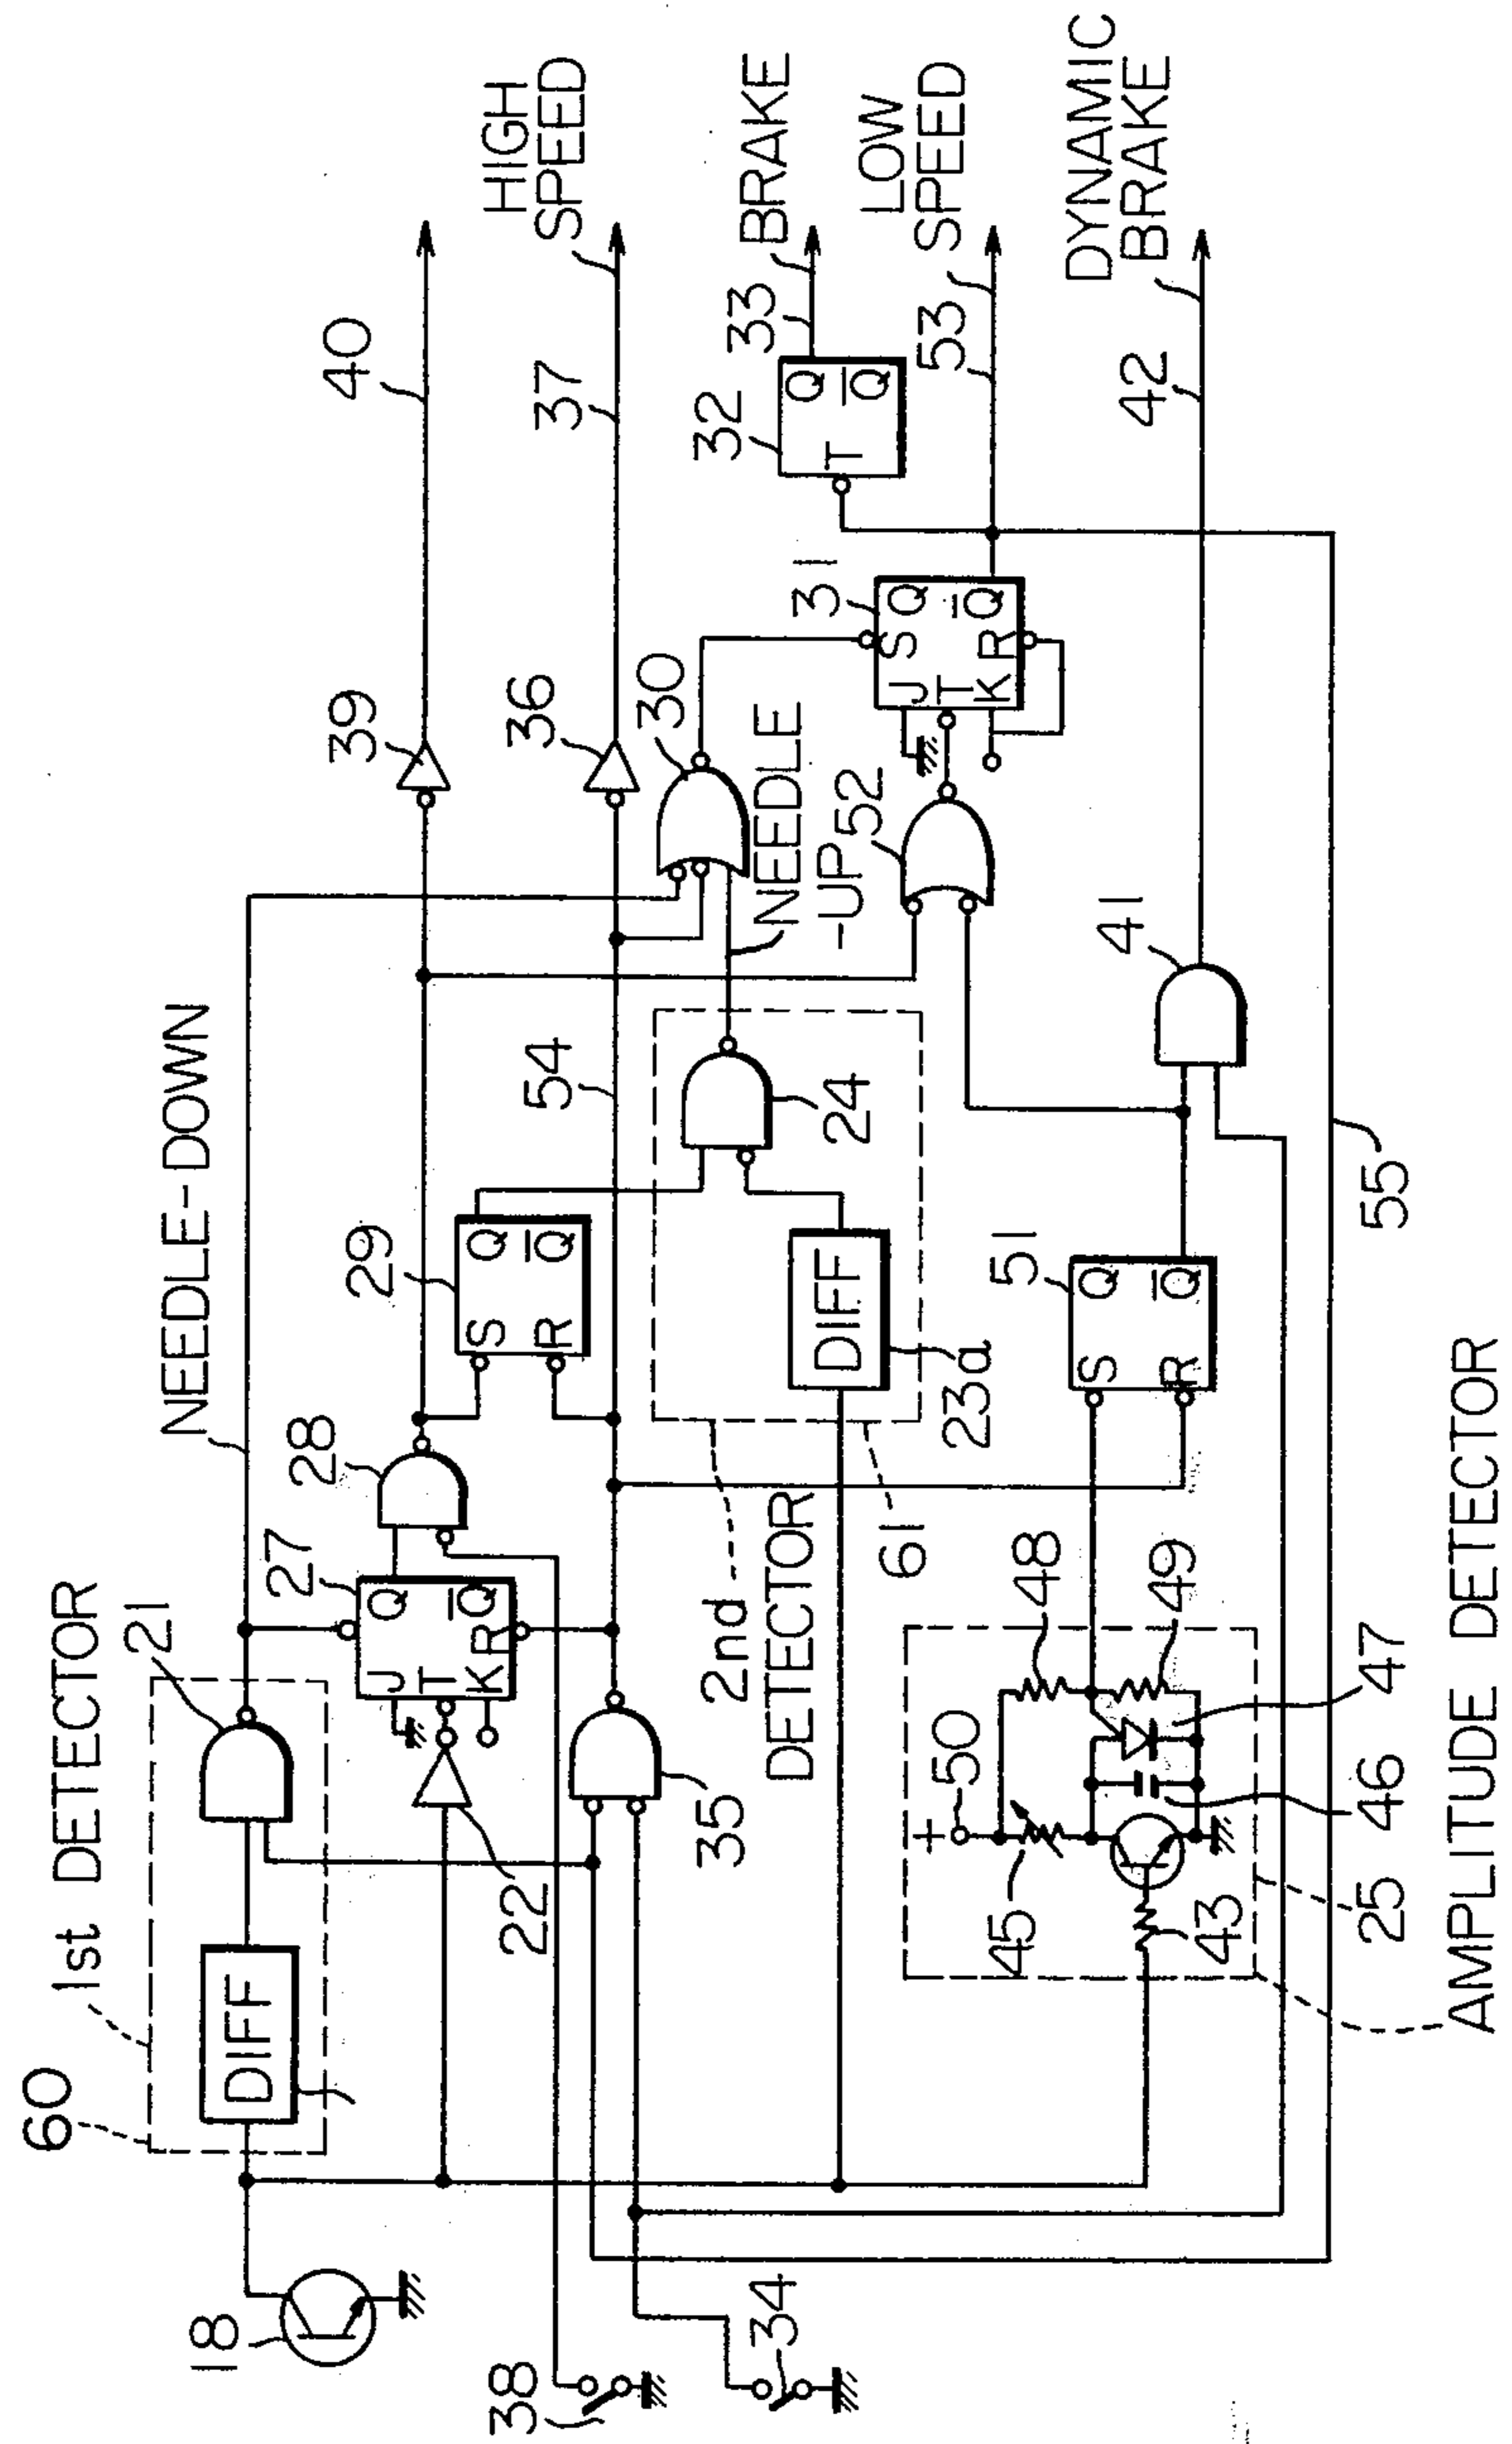 60
1st DETECTOR
DIFF
21
NEEDLE-DOWN
18
22
27
J
T
K
Q
Q
R
28
29
S
R
Q
Q
39
40
38
34
35
54
36
37
HIGH
SPEED
2nd
DETECTOR
61
DIFF
23a
24
NEEDLE
-UP
30
52
31
J
T
K
S
R
Q
Q
32
T
Q
Q
33
BRAKE
53
LOW
SPEED
25
43
45
+
50
46
47
48
49
AMPLITUDE DETECTOR
51
S
R
Q
Q
41
42
DYNAMIC
BRAKE
55